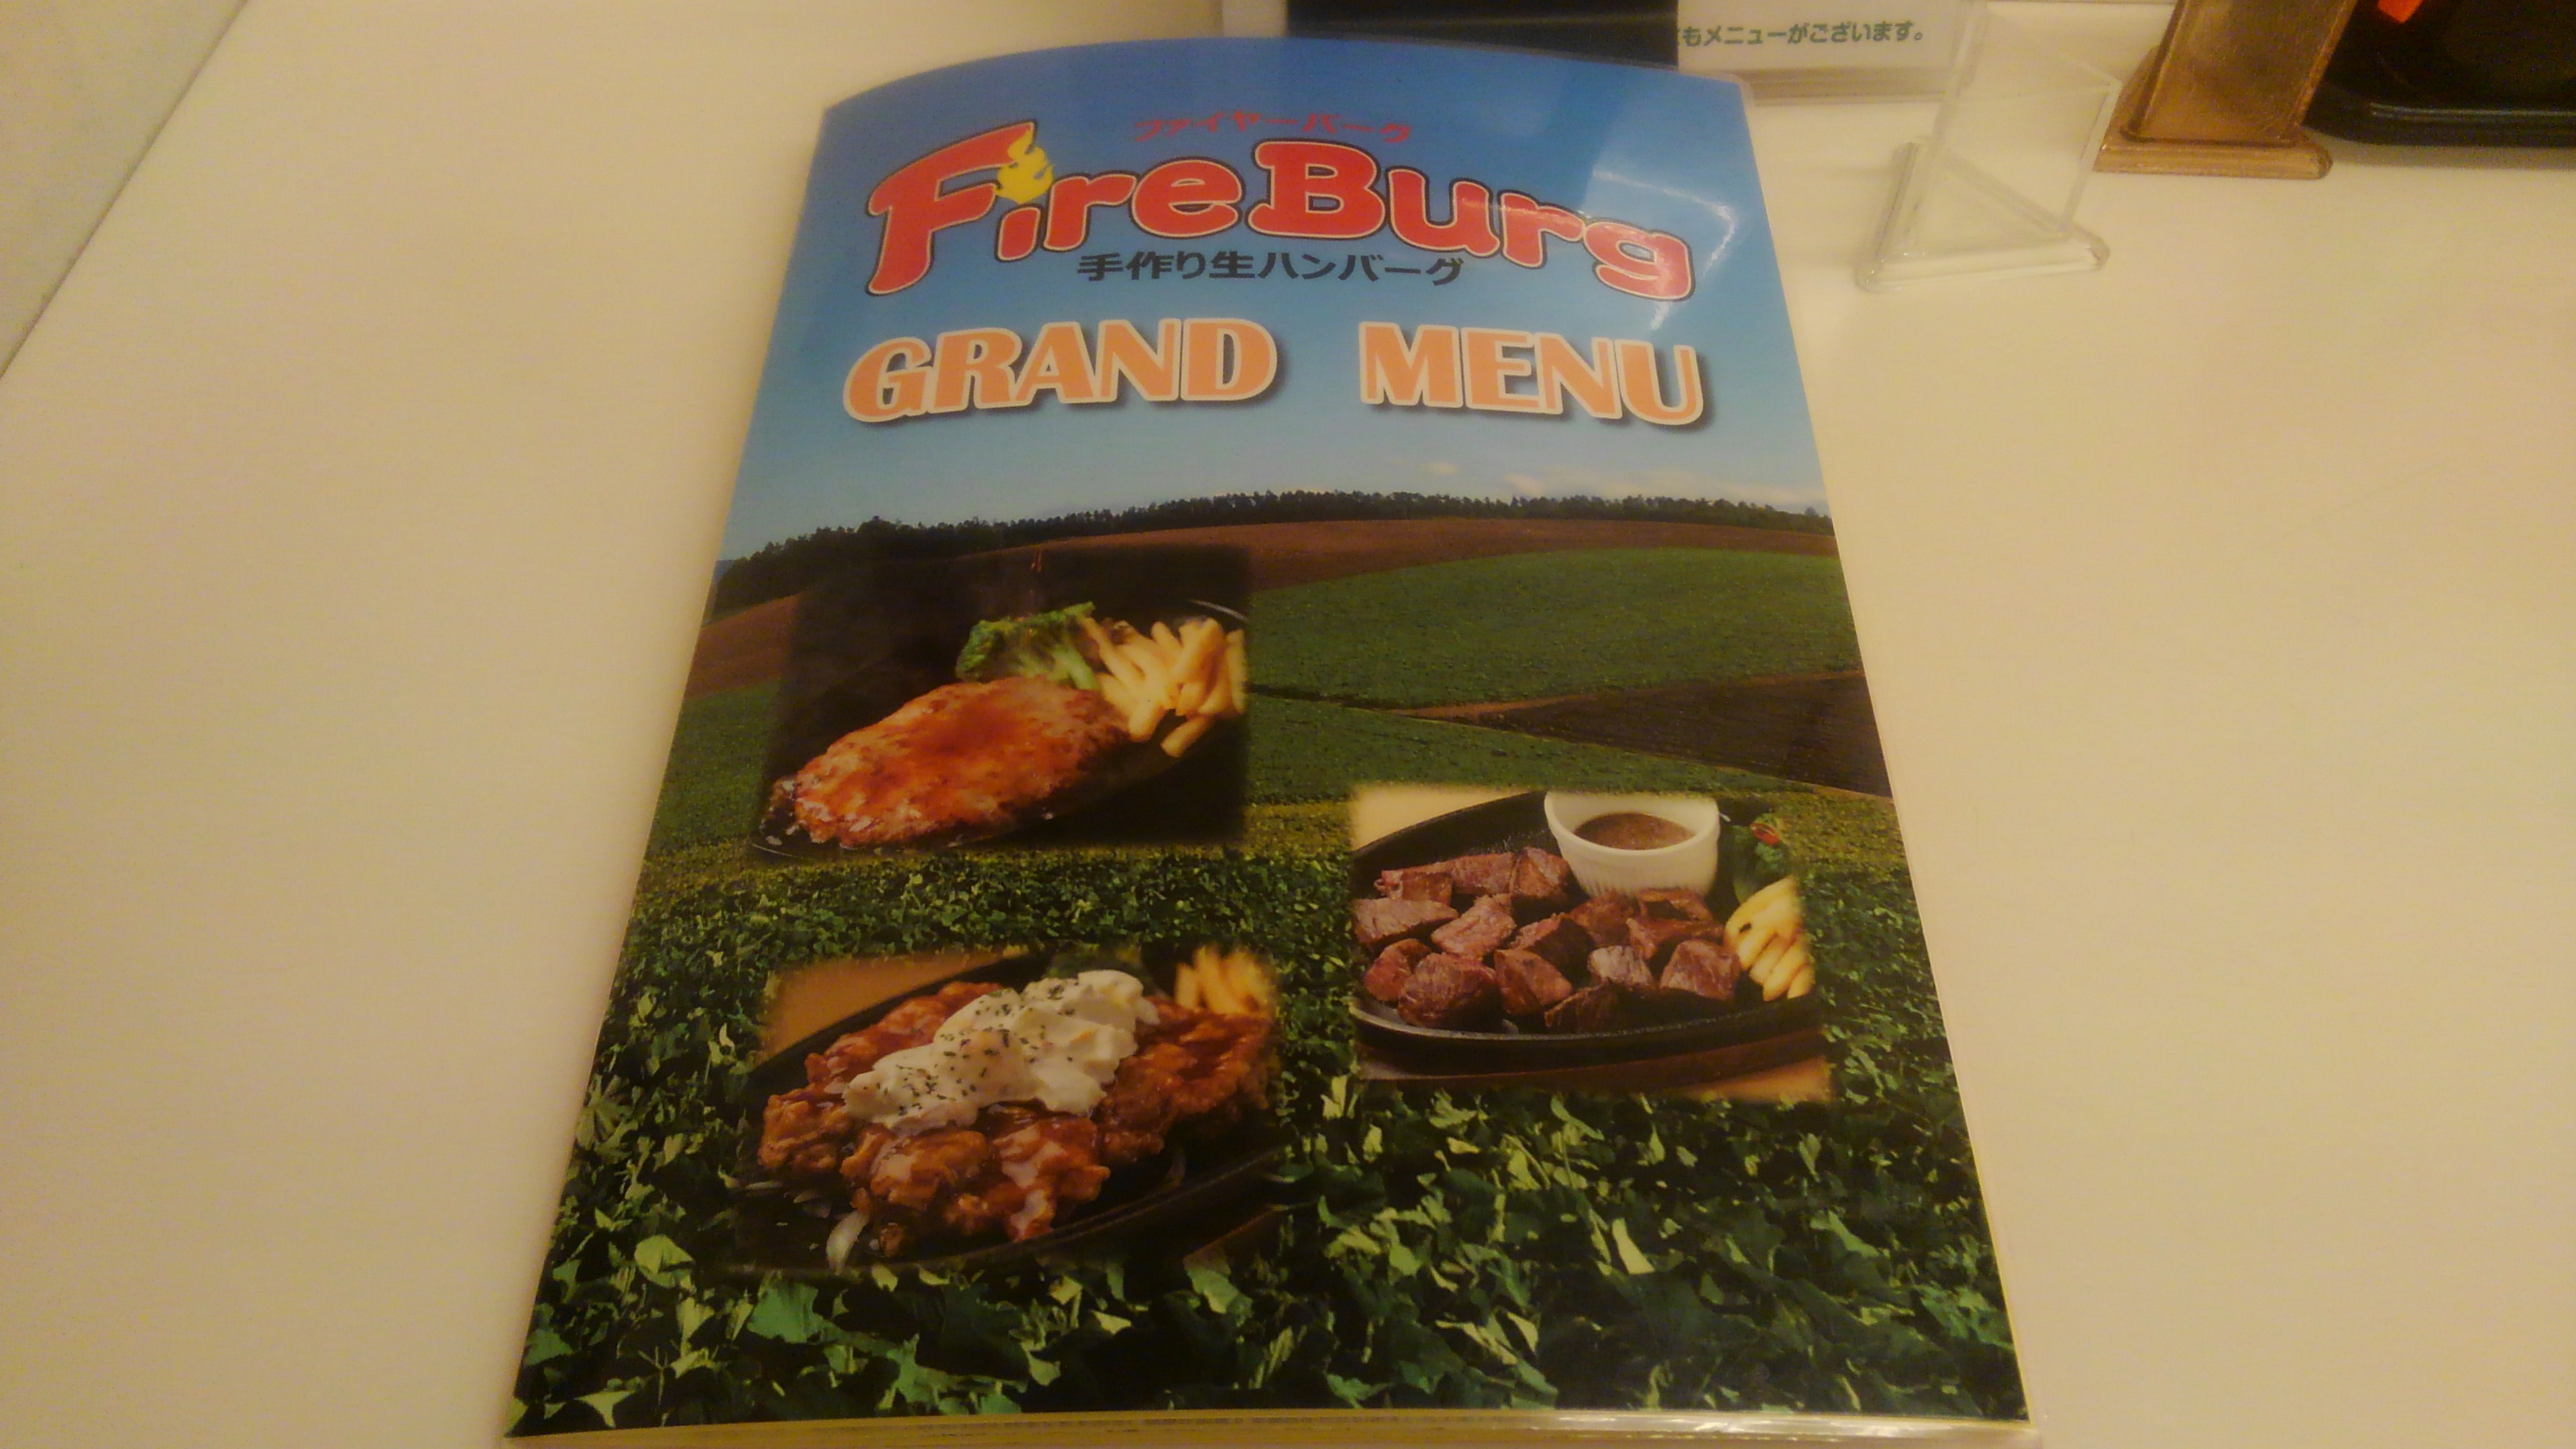 もメニューがございます。
ファイヤーバーグ
FireBurg
手作り生ハンバーグ
GRAND MENU